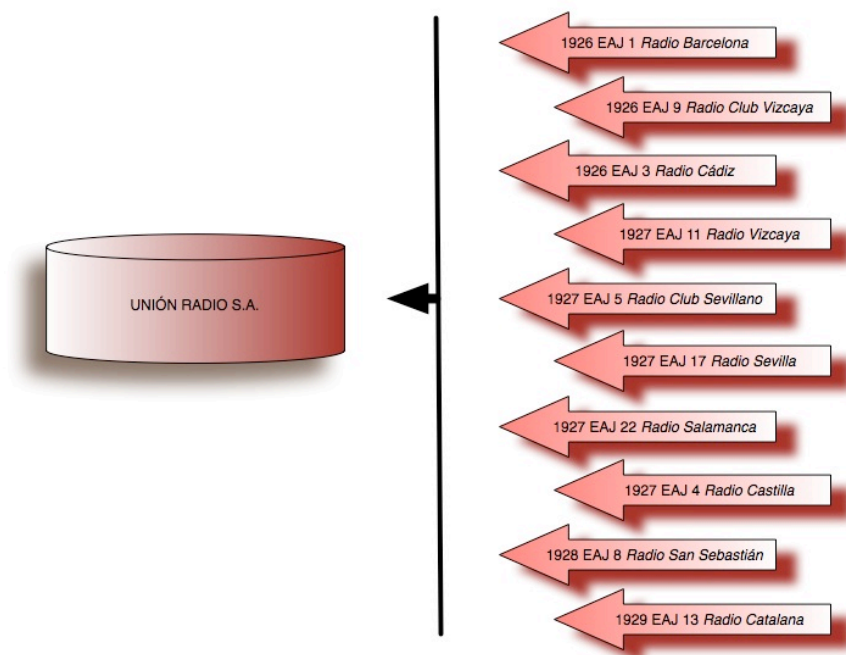 1926 EAJ 1 Radio Barcelona
1926 EAJ 9 Radio Club Vizcaya
1926 EAJ 3 Radio Cádiz
1927 EAJ 11 Radio Vizcaya
UNIÓN RADIO S.A.
1927 EAJ 5 Radio Club Sevillano
1927 EAJ 17 Radio Sevilla
1927 EAJ 22 Radio Salamanca
1927 EAJ 4 Radio Castilla
1928 EAJ 8 Radio San Sebastián
1929 EAJ 13 Radio Catalana